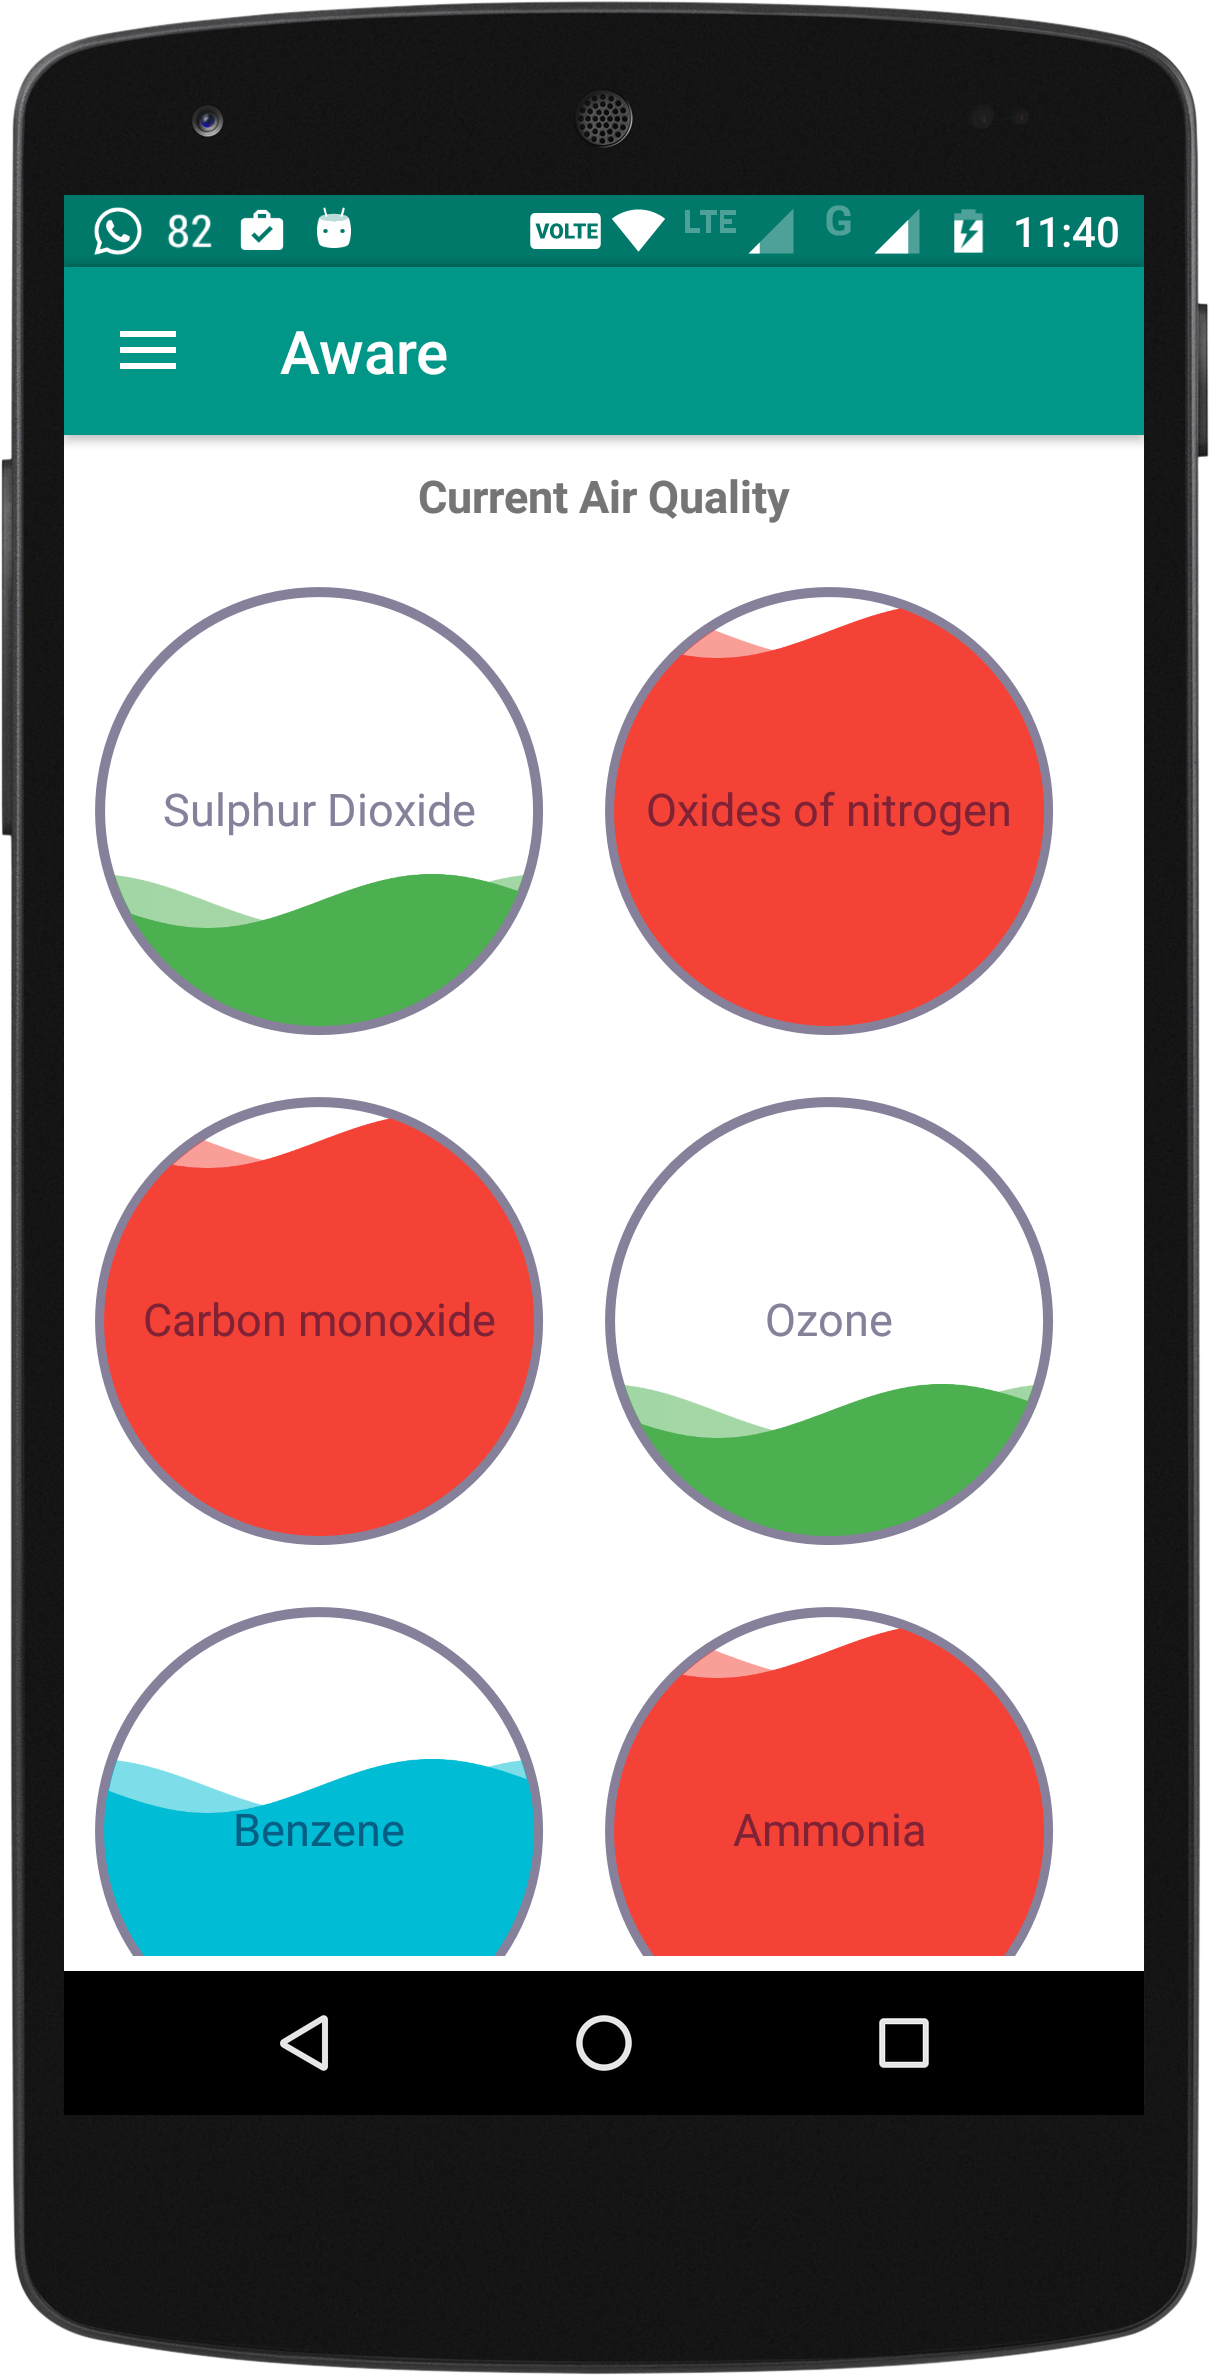 82 VOLTE LTE G 11:40
Aware
Current Air Quality
Sulphur Dioxide
Oxides of nitrogen
Carbon monoxide
Ozone
Benzene
Ammonia